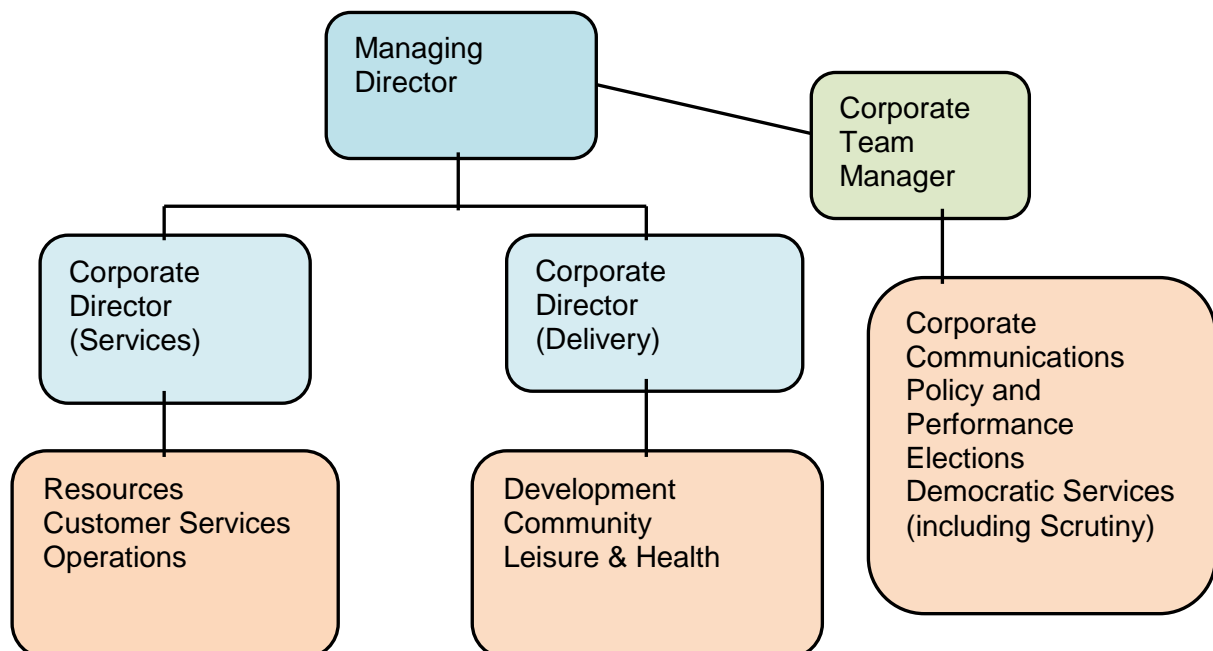 Managing
Director
Corporate
Team
Manager
Corporate
Director
(Services)
Corporate
Director
(Delivery)
Corporate
Communications
Policy and
Performance
Elections
Democratic Services
(including Scrutiny)
Resources
Customer Services
Operations
Development
Community
Leisure & Health